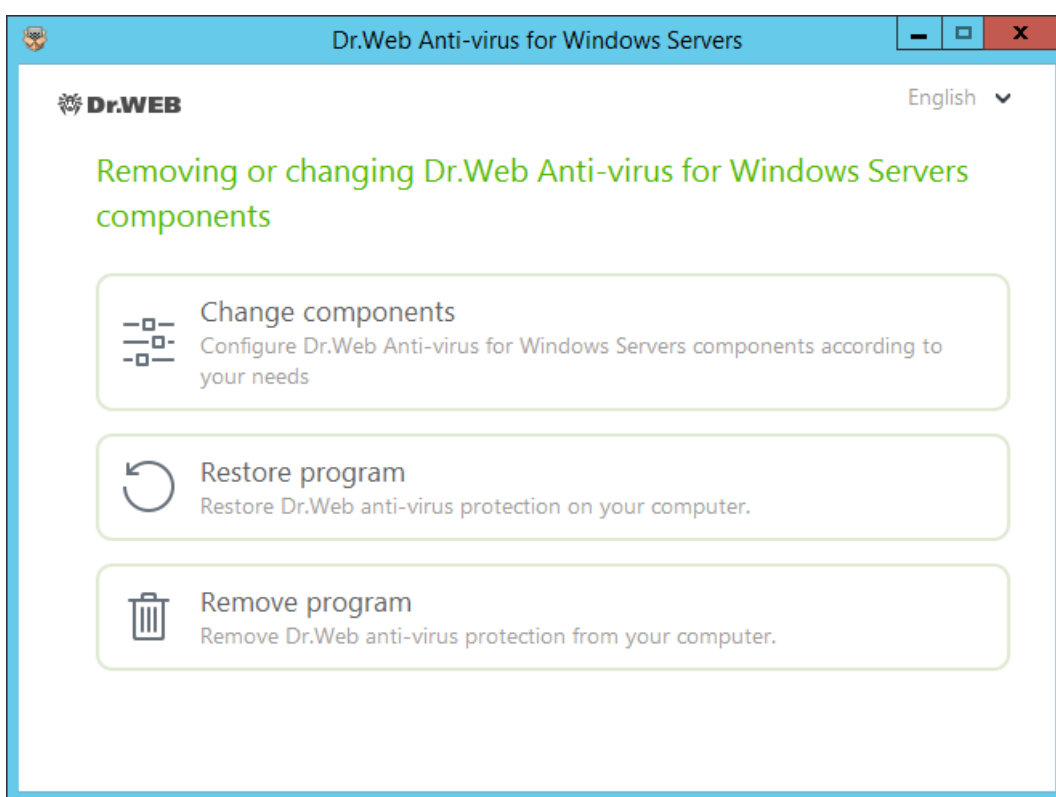 Dr.Web Anti-virus for Windows Servers
Dr.WEB
English
Removing or changing Dr.Web Anti-virus for Windows Servers
components
Change components
Configure Dr.Web Anti-virus for Windows Servers components according to
your needs
Restore program
Restore Dr.Web anti-virus protection on your computer.
Remove program
Remove Dr.Web anti-virus protection from your computer.